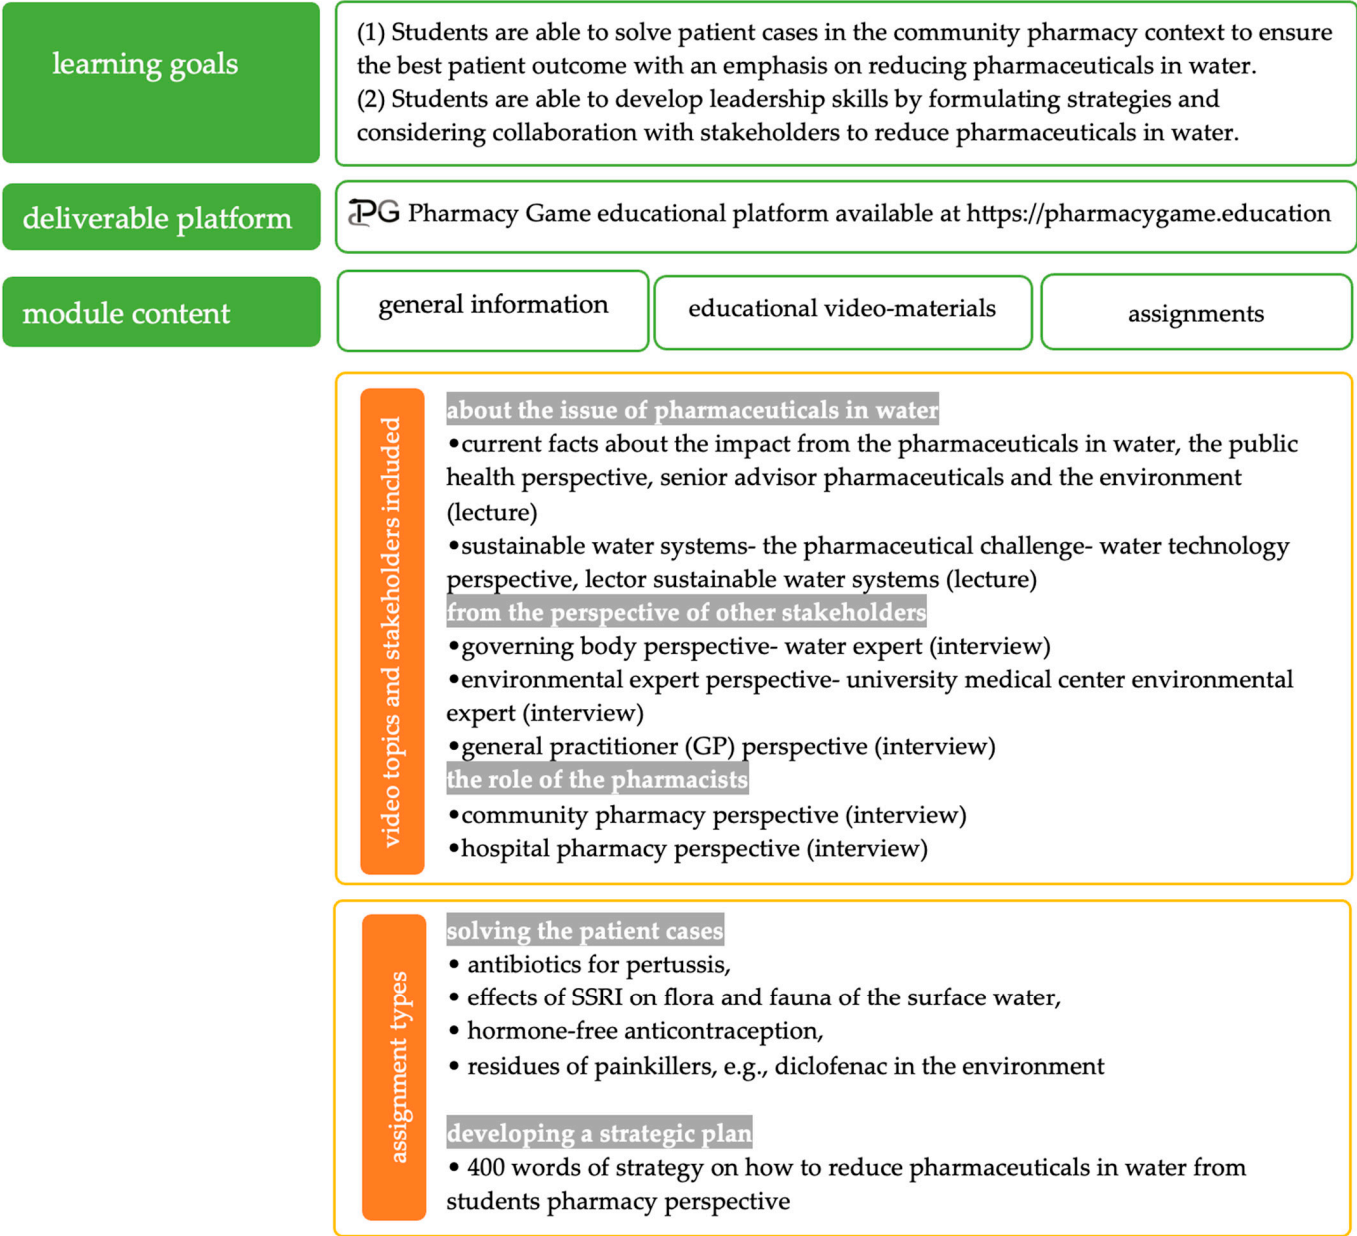 learning goals
(1) Students are able to solve patient cases in the community pharmacy context to ensure
the best patient outcome with an emphasis on reducing pharmaceuticals in water.
(2) Students are able to develop leadership skills by formulating strategies and
considering collaboration with stakeholders to reduce pharmaceuticals in water.
deliverable platform
PG Pharmacy Game educational platform available at https://pharmacygame.education
module content
general information
educational video-materials
assignments
video topics and stakeholders included
about the issue of pharmaceuticals in water
•current facts about the impact from the pharmaceuticals in water, the public
health perspective, senior advisor pharmaceuticals and the environment
(lecture)
•sustainable water systems- the pharmaceutical challenge- water technology
perspective, lector sustainable water systems (lecture)
from the perspective of other stakeholders
•governing body perspective- water expert (interview)
•environmental expert perspective- university medical center environmental
expert (interview)
•general practitioner (GP) perspective (interview)
the role of the pharmacists
•community pharmacy perspective (interview)
•hospital pharmacy perspective (interview)
assignment types
solving the patient cases
• antibiotics for pertussis,
• effects of SSRI on flora and fauna of the surface water,
• hormone-free anticontraception,
• residues of painkillers, e.g., diclofenac in the environment
developing a strategic plan
• 400 words of strategy on how to reduce pharmaceuticals in water from
students pharmacy perspective